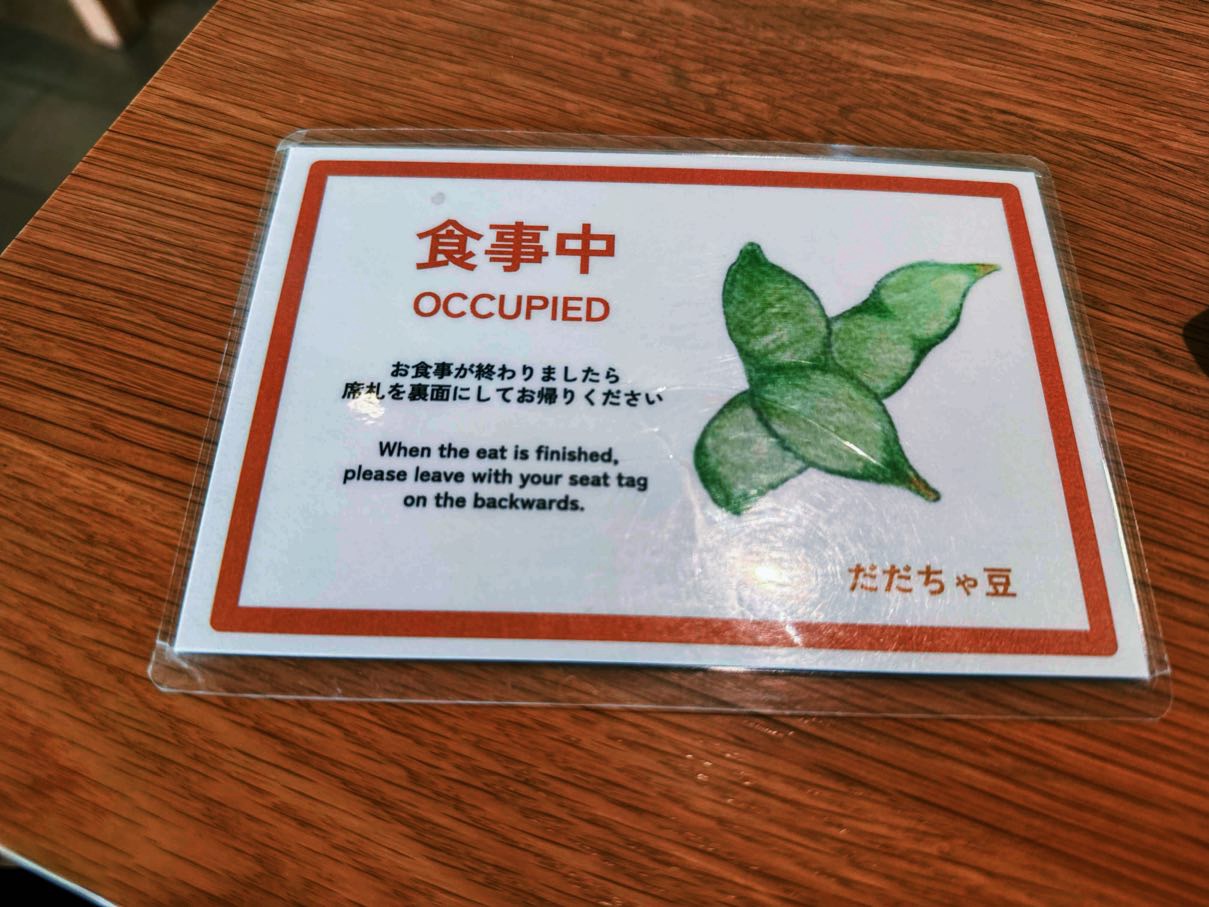 食事中
OCCUPIED
お食事が終わりましたら
席札を裏面にしてお帰りください
When the eat is finished,
please leave with your seat tag
on the backwards.
だだちゃ豆